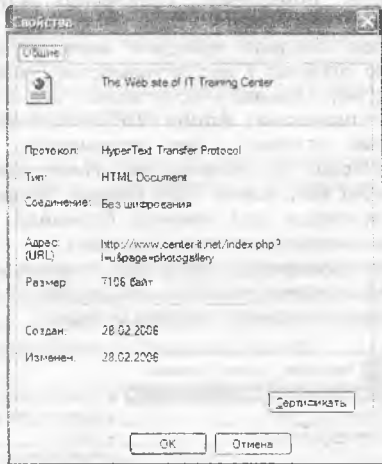 Свойства
Общие
The Web site of IT Training Center
Протокол: HyperText Transfer Protocol
Тип: HTML Document
Соединение: Без шифрования
Адрес: http://www.center-it.net/index.php?
(URL) l=u&page=photogallery
Размер: 7106 байт
Создан: 28.02.2006
Изменен: 28.02.2006
Сертификаты
OK
Отмена